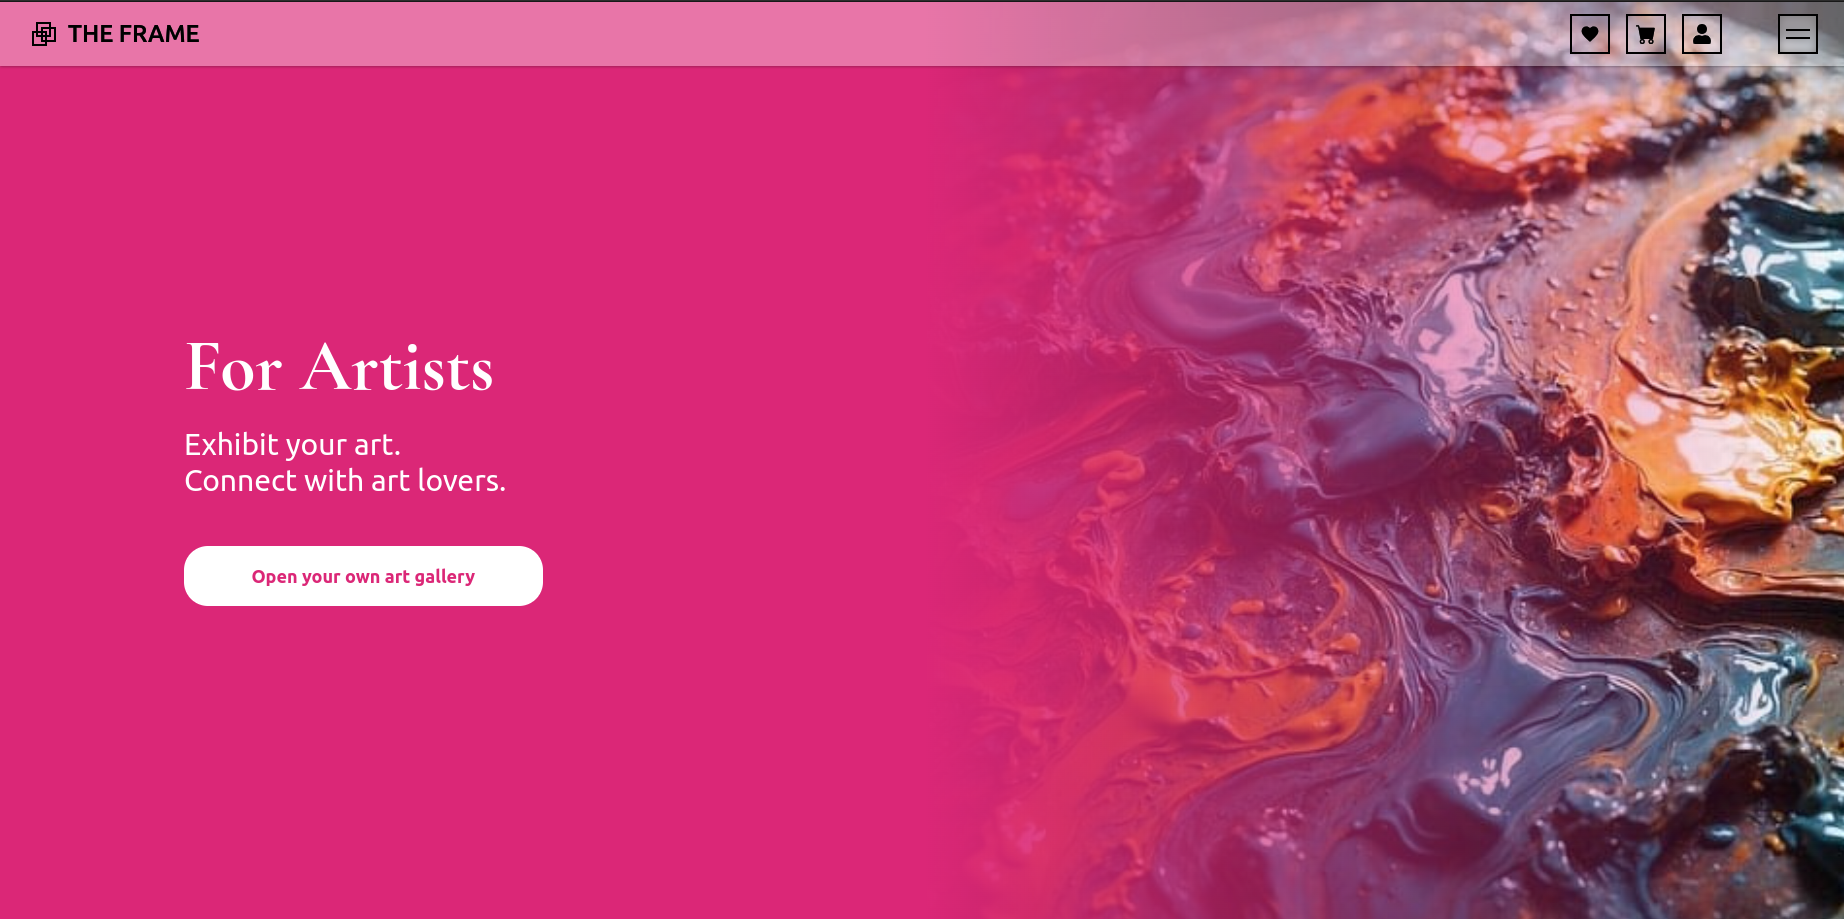 THE FRAME
For Artists
Exhibit your art.
Connect with art lovers.
Open your own art gallery